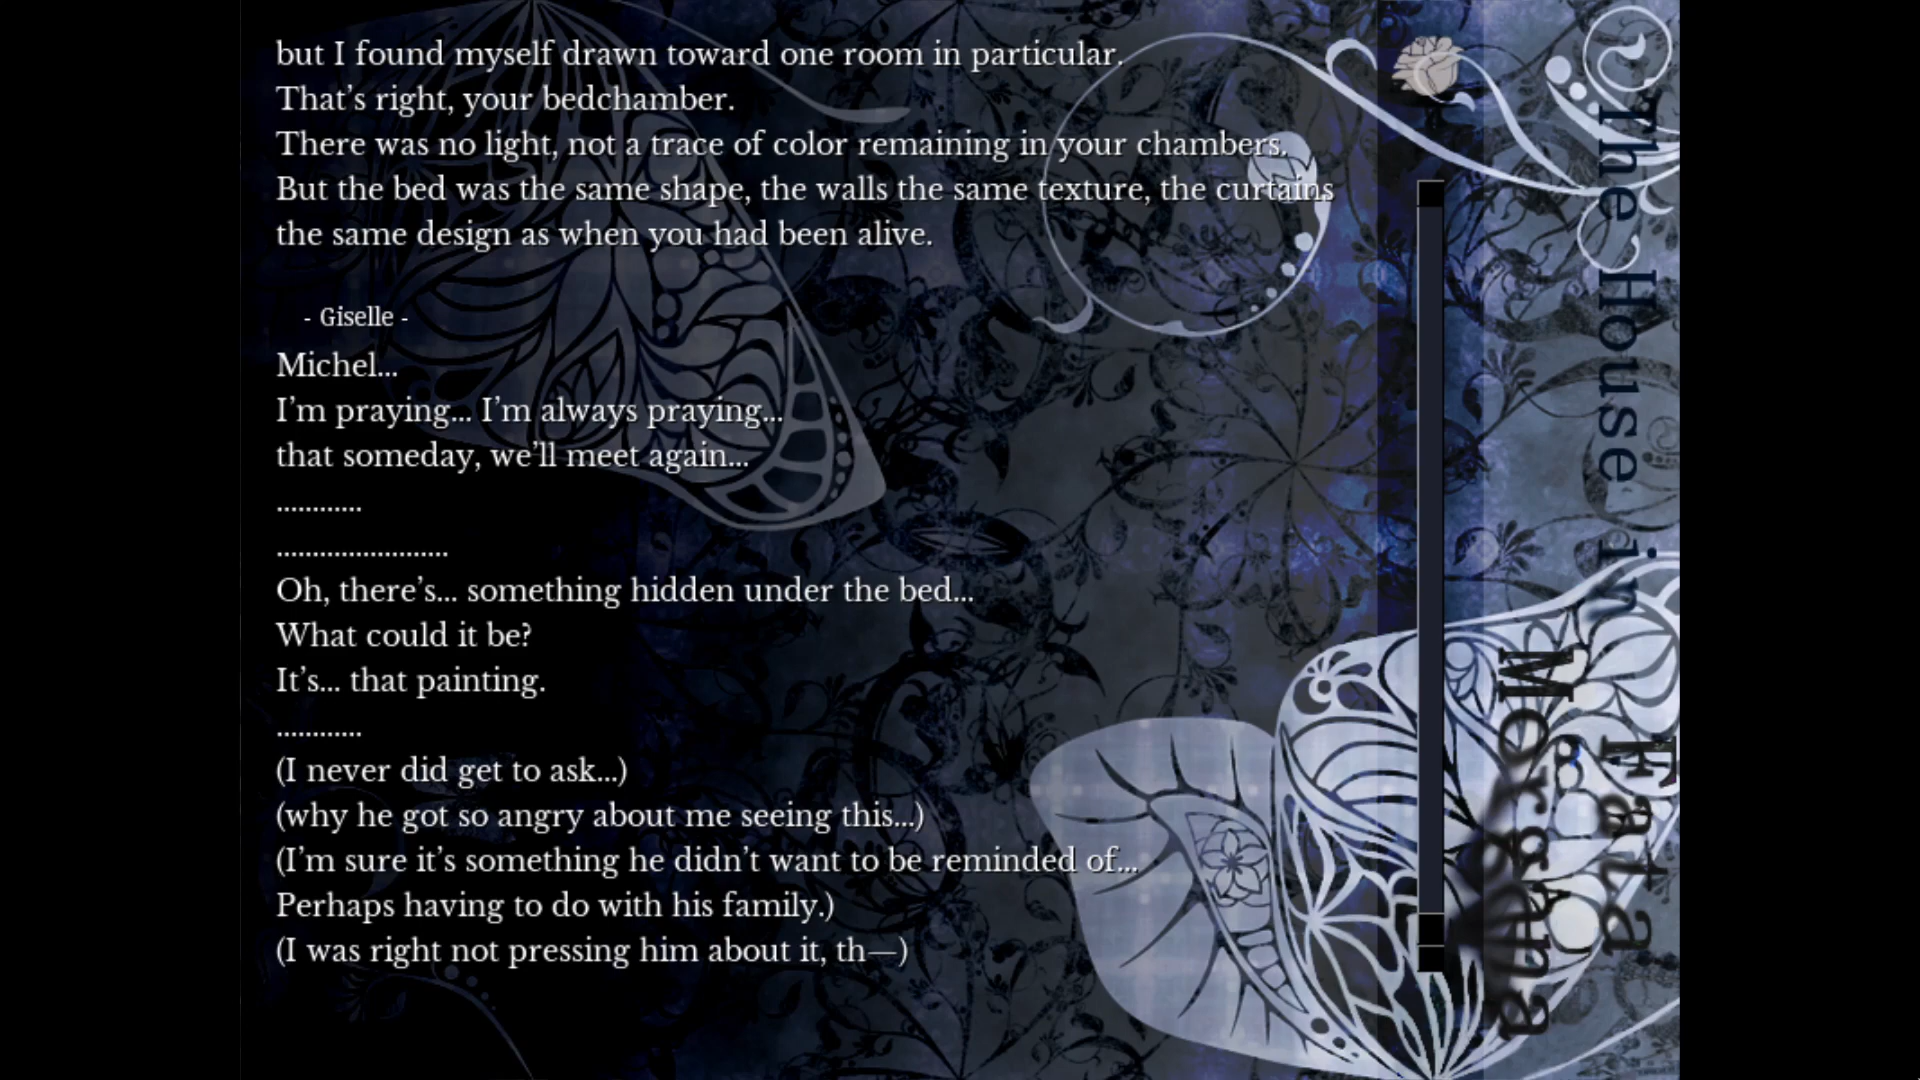 but I found myself drawn toward one room in particular.
That's right, your bedchamber.
There was no light, not a trace of color remaining in your chambers.
But the bed was the same shape, the walls the same texture, the curtains
the same design as when you had been alive.
- Giselle -
Michel...
I'm praying... I'm always praying...
that someday, we'll meet again...
............
........................
Oh, there's... something hidden under the bed...
What could it be?
It's... that painting.
............
(I never did get to ask...)
(why he got so angry about me seeing this...)
(I'm sure it's something he didn't want to be reminded of...
Perhaps having to do with his family.)
(I was right not pressing him about it, th—)
The House in
Fata
Morgana